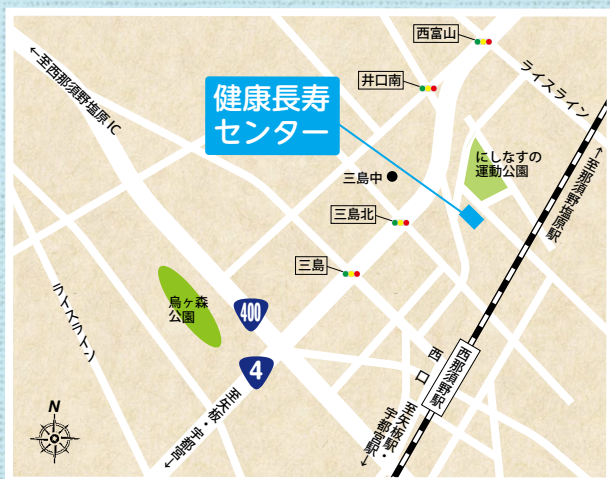 西富山
ライスライン
←至西那須野塩原IC
井口南
健康長寿
センター
にしなすの
運動公園
三島中
→至那須野塩原駅
三島北
三島
烏ヶ森
公園
400
ライスライン
4
西口
西那須野駅
至矢板・宇都宮→
至矢板駅・
宇都宮駅→
N